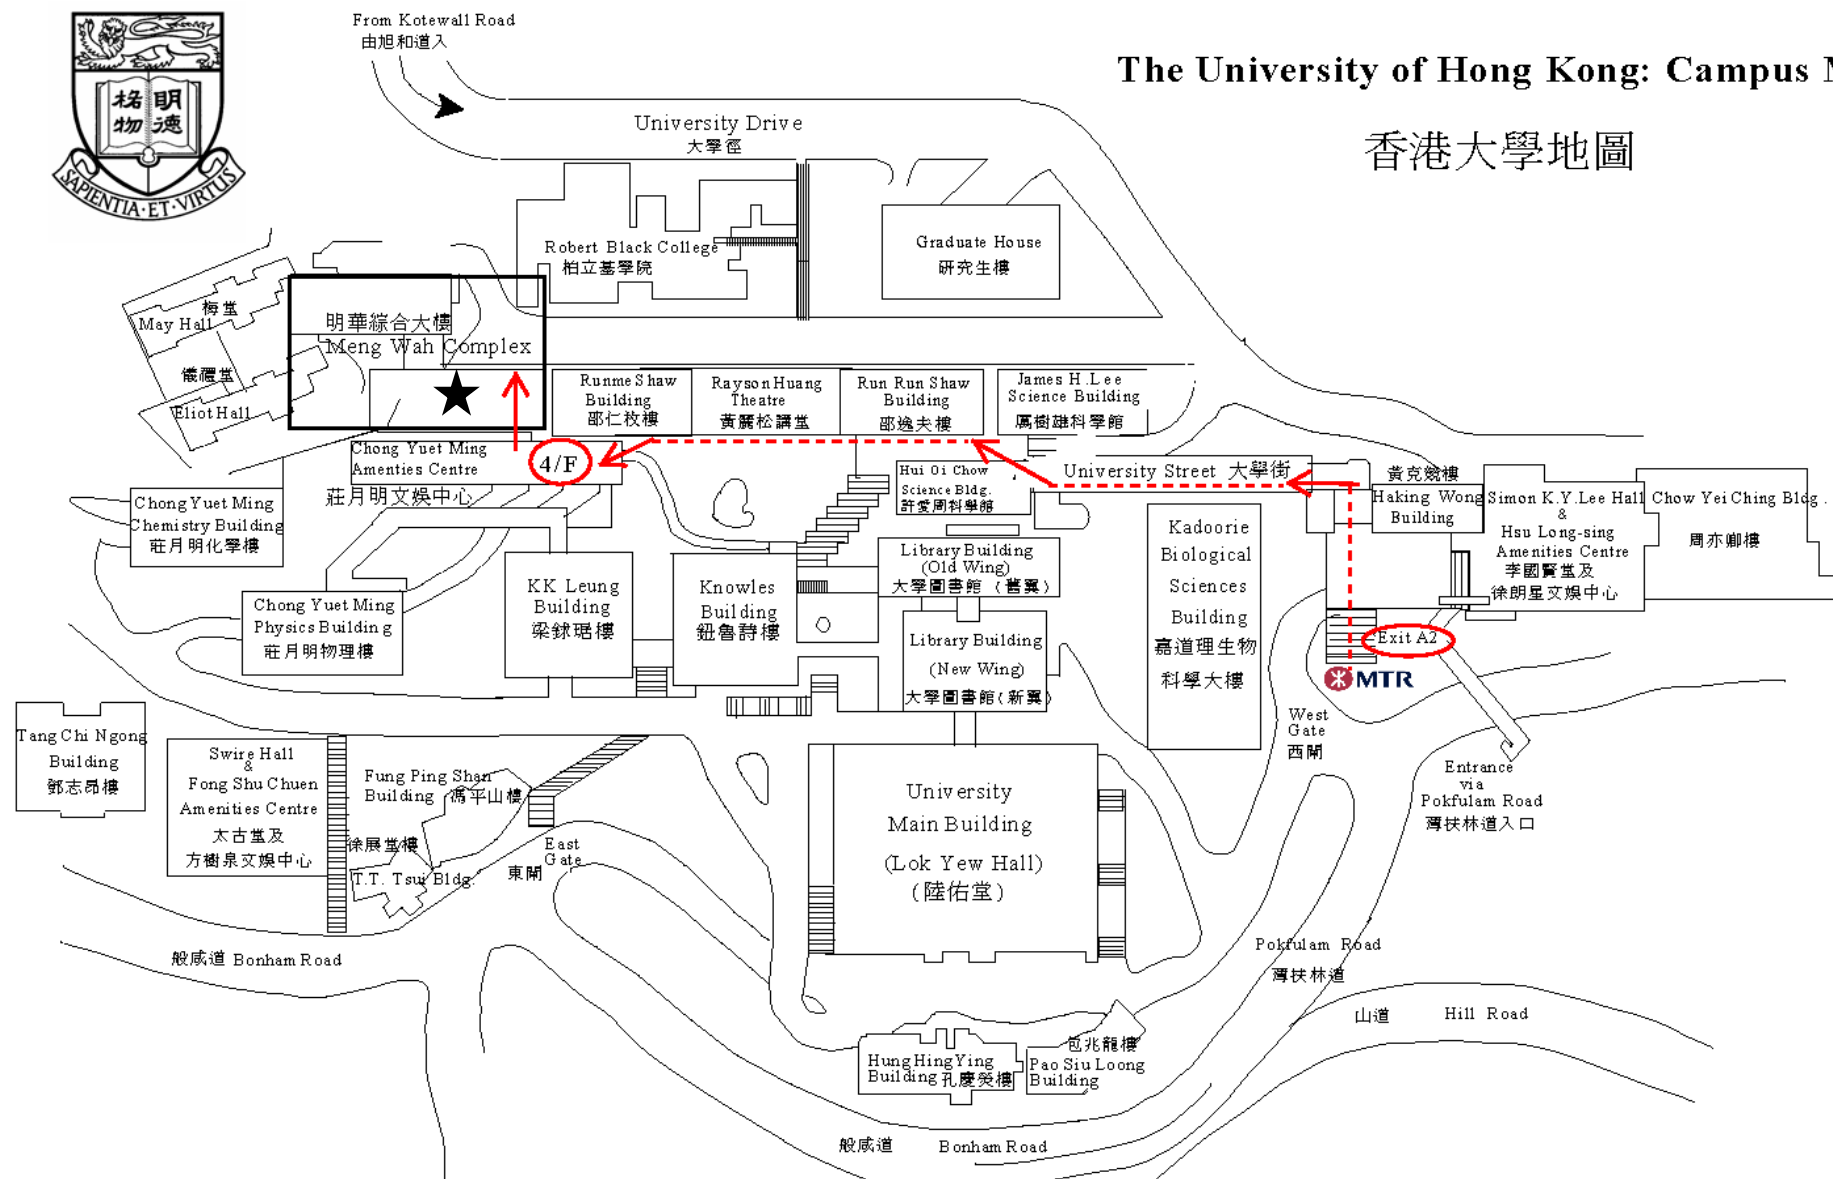 From Kotewall Road
由旭和道入
The University of Hong Kong: Campus
香港大學地圖
格物
明德
SAPIENTIA·ET·VIRTUS
University Drive
大學徑
Robert Black College
柏立基學院
Graduate House
研究生樓
梅堂
May Hall
儀禮堂
Eliot Hall
明華綜合大樓
Meng Wah Complex
Runme Shaw
Building
邵仁枚樓
Rayson Huang
Theatre
黃麗松講堂
Run Run Shaw
Building
邵逸夫樓
James H.Lee
Science Building
厲樹雄科學館
Chong Yuet Ming
Amenties Centre
莊月明文娛中心
4/F
Hui Oi Chow
Science Bldg.
許愛周科學館
University Street 大學街
黃克競樓
Haking Wong
Building
Simon K.Y.Lee Hall
&
Hsu Long-sing
Amenities Centre
李國賢堂及
徐朗星文娛中心
Chow Yei Ching Bldg.
周亦卿樓
Chong Yuet Ming
Chemistry Building
莊月明化學樓
Chong Yuet Ming
Physics Building
莊月明物理樓
KK Leung
Building
梁銶琚樓
Knowles
Building
鈕魯詩樓
Library Building
(Old Wing)
大學圖書館 (舊翼)
Library Building
(New Wing)
大學圖書館(新翼)
Kadoorie
Biological
Sciences
Building
嘉道理生物
科學大樓
Exit A2
MTR
West
Gate
西閘
Entrance
via
Pokfulam Road
薄扶林道入口
Tang Chi Ngong
Building
鄧志昂樓
Swire Hall
&
Fong Shu Chuen
Amenities Centre
太古堂及
方樹泉文娛中心
Fung Ping Shan
Building 馮平山樓
徐展堂樓
T.T. Tsui Bldg.
East
Gate
東閘
University
Main Building
(Lok Yew Hall)
(陸佑堂)
般咸道 Bonham Road
Pokfulam Road
薄扶林道
山道 Hill Road
Hung Hing Ying
Building 孔慶熒樓
包兆龍樓
Pao Siu Loong
Building
般咸道 Bonham Road